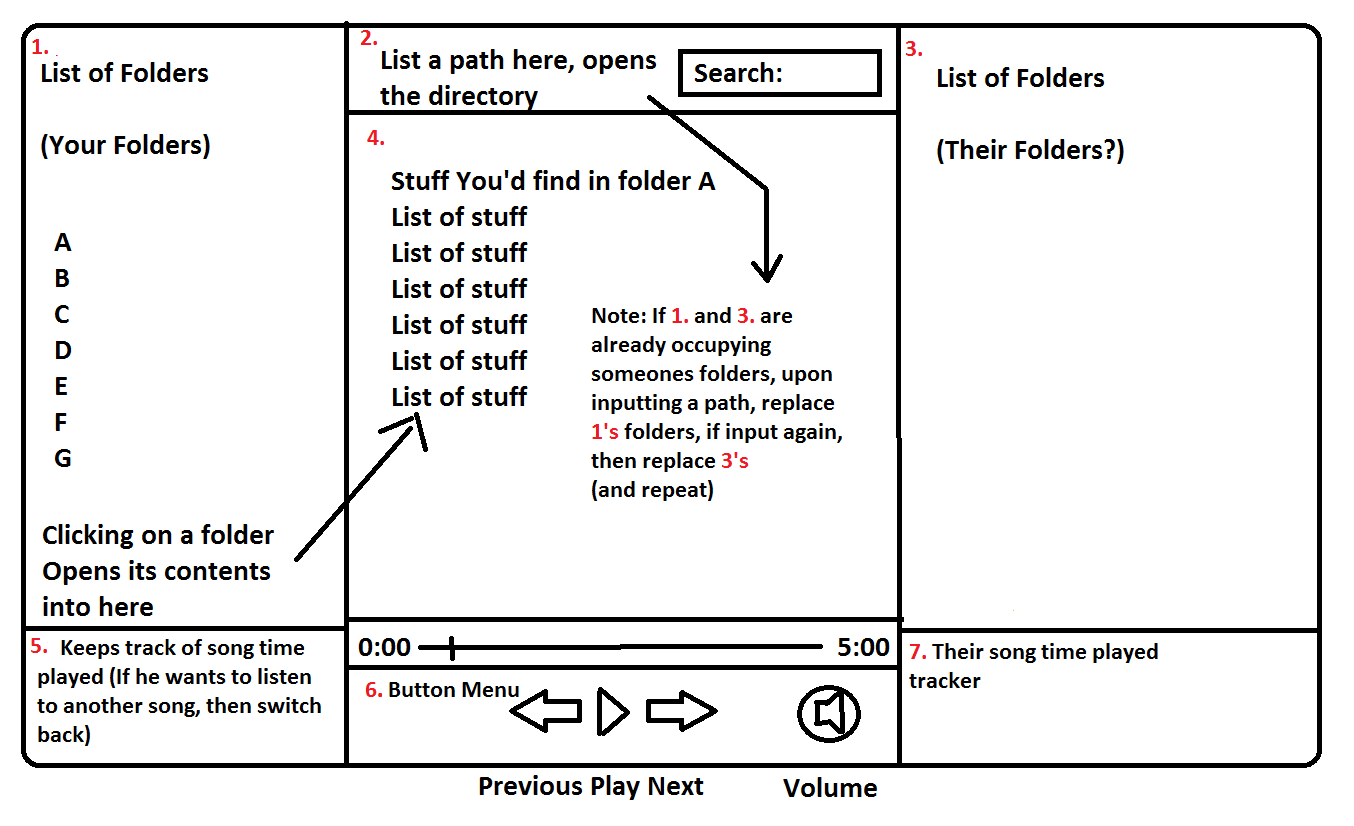 1.
List of Folders
(Your Folders)
A
B
C
D
E
F
G
Clicking on a folder
Opens its contents
into here
2.
List a path here, opens
the directory
Search:
3.
List of Folders
(Their Folders?)
4.
Stuff You'd find in folder A
List of stuff
List of stuff
List of stuff
List of stuff
List of stuff
List of stuff
Note: If 1. and 3. are
already occupying
someones folders, upon
inputting a path, replace
1's folders, if input again,
then replace 3's
(and repeat)
5. Keeps track of song time
played (If he wants to listen
to another song, then switch
back)
0:00 5:00
6. Button Menu
7. Their song time played
tracker
Previous Play Next Volume